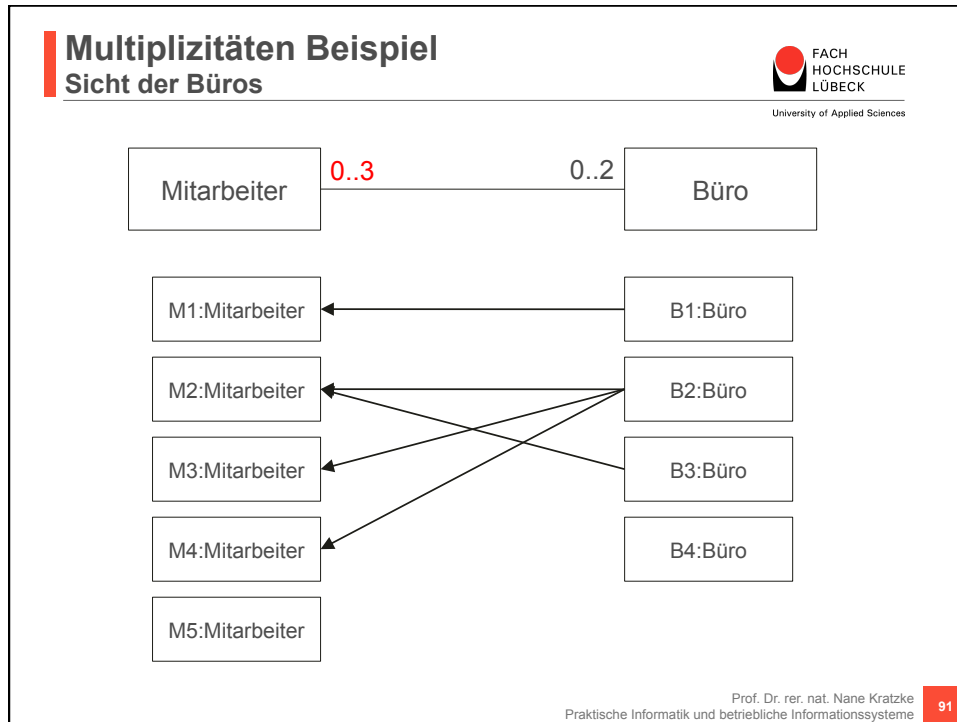 Multiplizitäten Beispiel
Sicht der Büros
FACH
HOCHSCHULE
LÜBECK
University of Applied Sciences
Mitarbeiter
0..3
0..2
Büro
M1:Mitarbeiter
B1:Büro
M2:Mitarbeiter
B2:Büro
M3:Mitarbeiter
B3:Büro
M4:Mitarbeiter
B4:Büro
M5:Mitarbeiter
Prof. Dr. rer. nat. Nane Kratzke
Praktische Informatik und betriebliche Informationssysteme
91